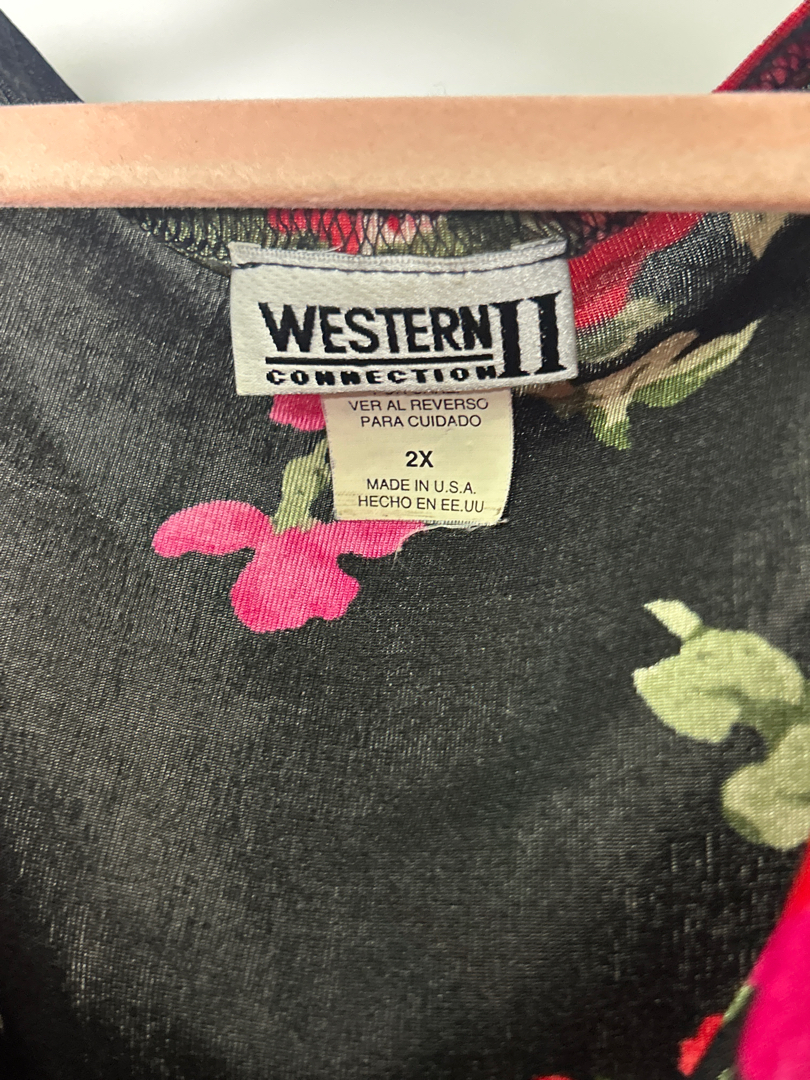 WESTERN II
CONNECTION
VER AL REVERSO
PARA CUIDADO
2X
MADE IN U.S.A.
HECHO EN EE.UU